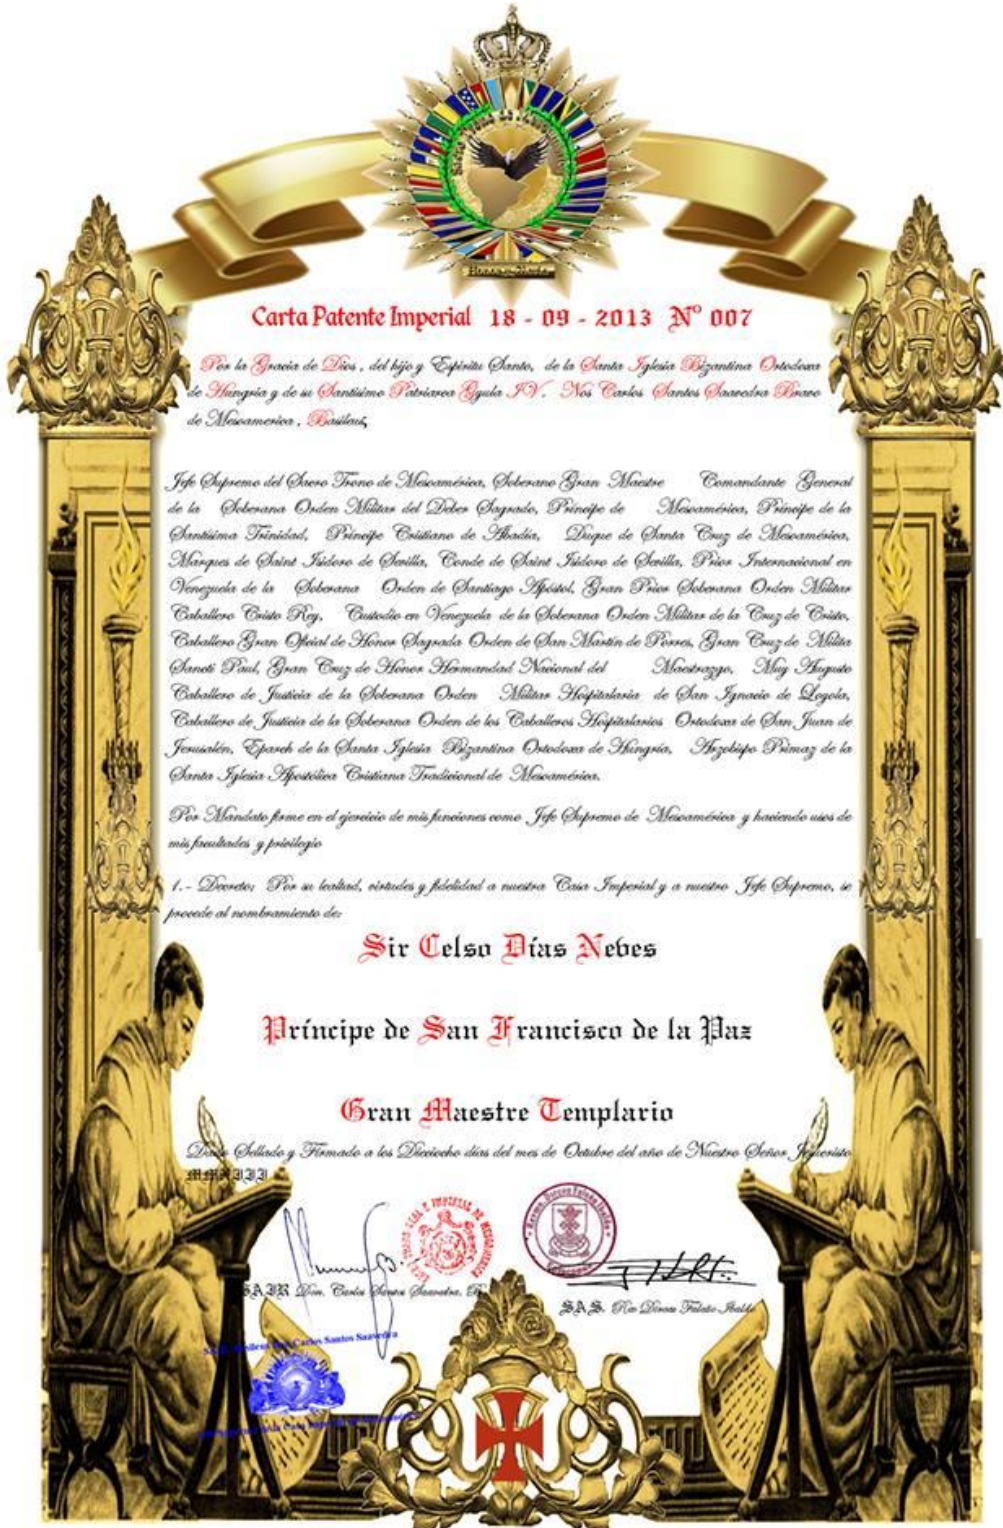 Honor
Carta Patente Imperial 18 - 09 - 2013 Nº 007
Por la Gracia de Dios , del hijo y Espíritu Santo, de la Santa Iglesia Bizantina Ortodoxa
de Hungría y de su Santísimo Patriarca Gyula IV . Nos Carlos Santos Saavedra Bravo
de Mesoamerica , Basileus,
Jefe Supremo del Sacro Trono de Mesoamérica, Soberano Gran Maestre Comandante General
de la Soberana Orden Militar del Deber Sagrado, Príncipe de Mesoamérica, Príncipe de la
Santísima Trinidad, Príncipe Cristiano de Abadía, Duque de Santa Cruz de Mesoamérica,
Marques de Saint Isidoro de Sevilla, Conde de Saint Isidoro de Sevilla, Prior Internacional en
Venezuela de la Soberana Orden de Santiago Apóstol, Gran Prior Soberana Orden Militar
Caballero Cristo Rey, Custodio en Venezuela de la Soberana Orden Militar de la Cruz de Cristo,
Caballero Gran Oficial de Honor Sagrada Orden de San Martín de Porres, Gran Cruz de Militia
Sancti Paul, Gran Cruz de Honor Hermandad Nacional del Maestrazgo, Muy Augusto
Caballero de Justicia de la Soberana Orden Militar Hospitalaria de San Ignacio de Loyola,
Caballero de Justicia de la Soberana Orden de los Caballeros Hospitalarios Ortodoxa de San Juan de
Jerusalén, Eparch de la Santa Iglesia Bizantina Ortodoxa de Hungría, Arzobispo Primaz de la
Santa Iglesia Apostólica Cristiana Tradicional de Mesoamérica.
Por Mandato firme en el ejercicio de mis funciones como Jefe Supremo de Mesoamérica y haciendo usos de
mis facultades y privilegio
1.- Decreto: Por su lealtad, virtudes y fidelidad a nuestra Casa Imperial y a nuestro Jefe Supremo, se
procede al nombramiento de:
Sir Celso Días Neves
Príncipe de San Francisco de la Paz
Gran Maestre Templario
Dado Sellado y Firmado a los Dieciocho días del mes de Octubre del año de Nuestro Señor Jesucristo
MMXIII
S.A.I.R Don. Carlos Santos Saavedra. B.
S.A.S.
Carlos Santos Saavedra